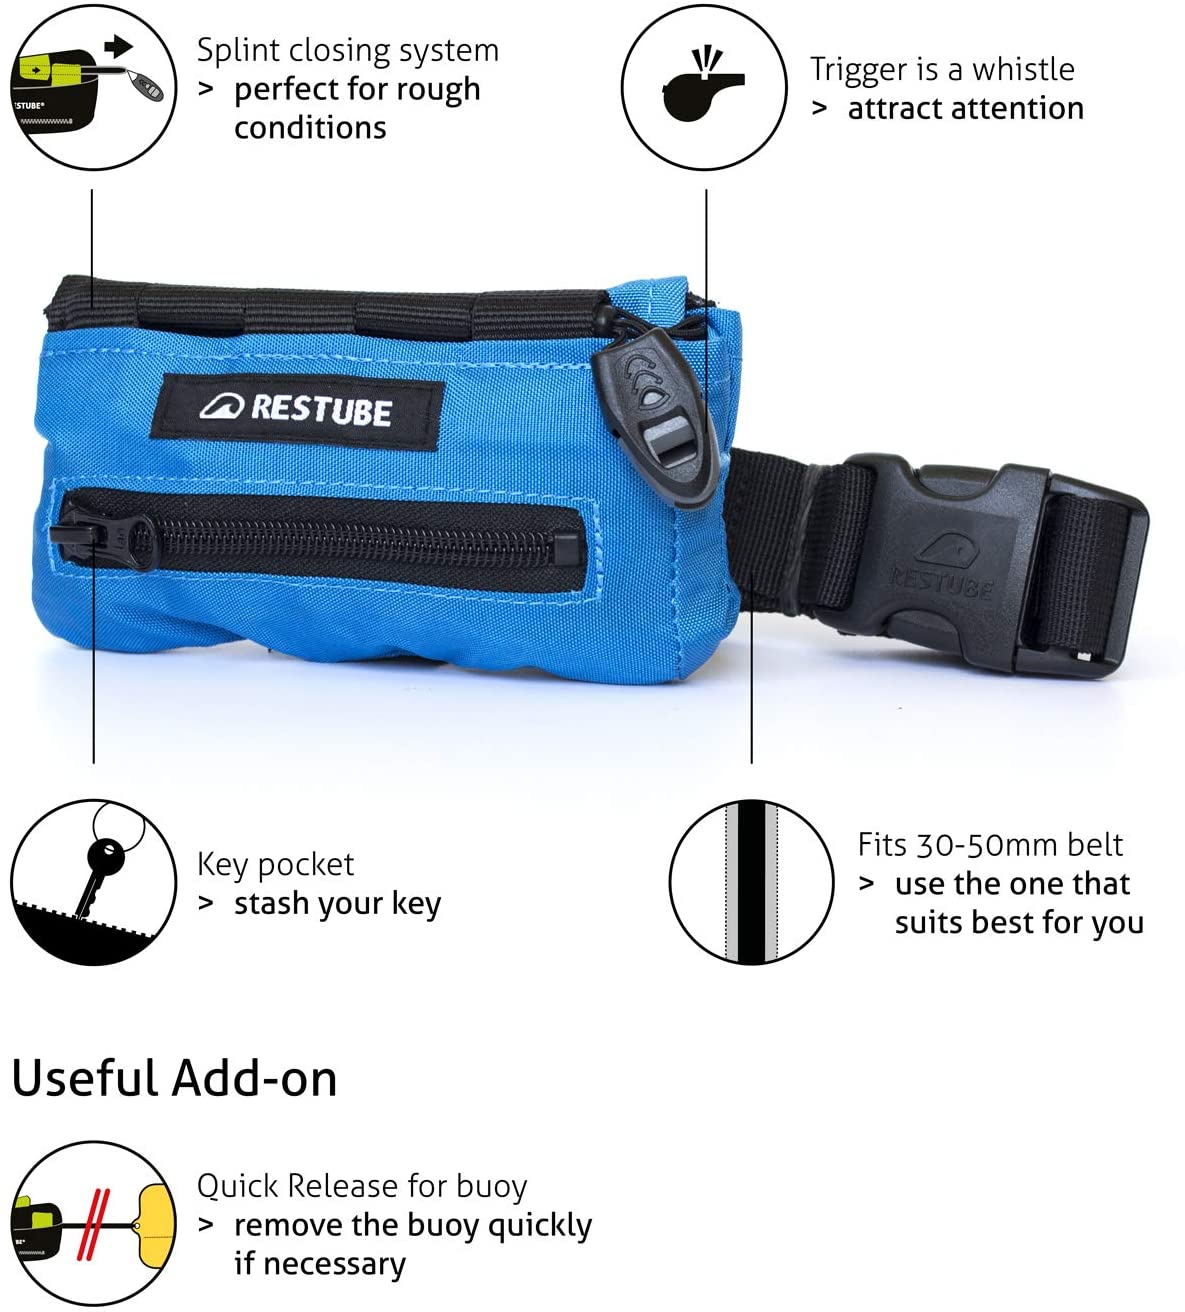 Splint closing system
> perfect for rough
conditions
Trigger is a whistle
> attract attention
ESTUBE®
RESTUBE
RESTUBE
Key pocket
> stash your key
Fits 30-50mm belt
> use the one that
suits best for you
Useful Add-on
Quick Release for buoy
> remove the buoy quickly
if necessary